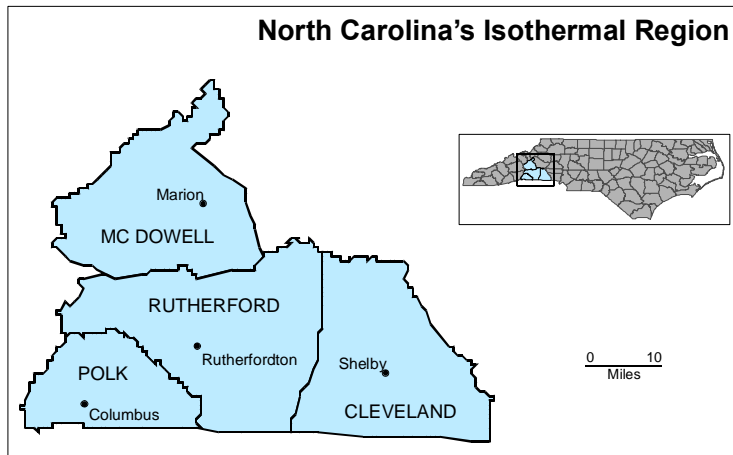 North Carolina's Isothermal Region
Marion
MC DOWELL
RUTHERFORD
Rutherfordton
POLK
Columbus
Shelby
CLEVELAND
0 10
Miles